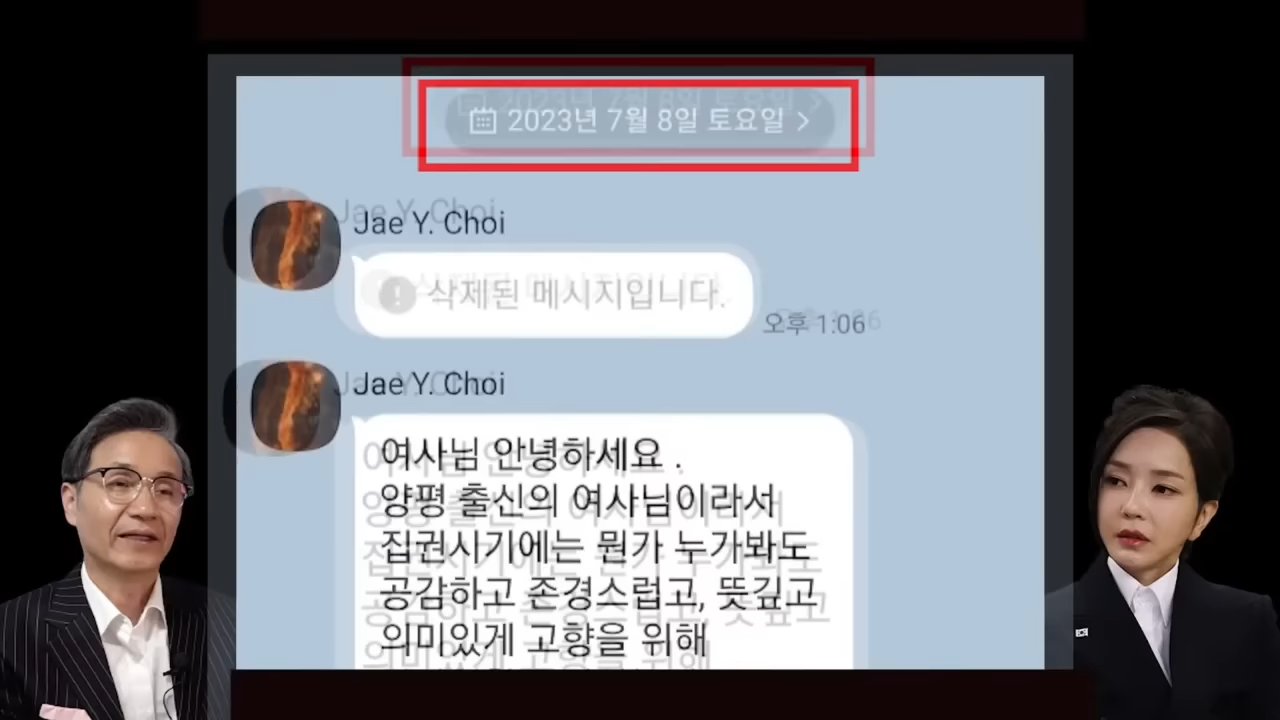 2023년 7월 8일 토요일 >
Jae Y. Choi
삭제된 메시지입니다.
오후 1:06
Jae Y. Choi
여사님 안녕하세요 .
양평 출신의 여사님이라서
집권시기에는 뭔가 누가봐도
공감하고 존경스럽고, 뜻깊고
의미있게 고향을 위해